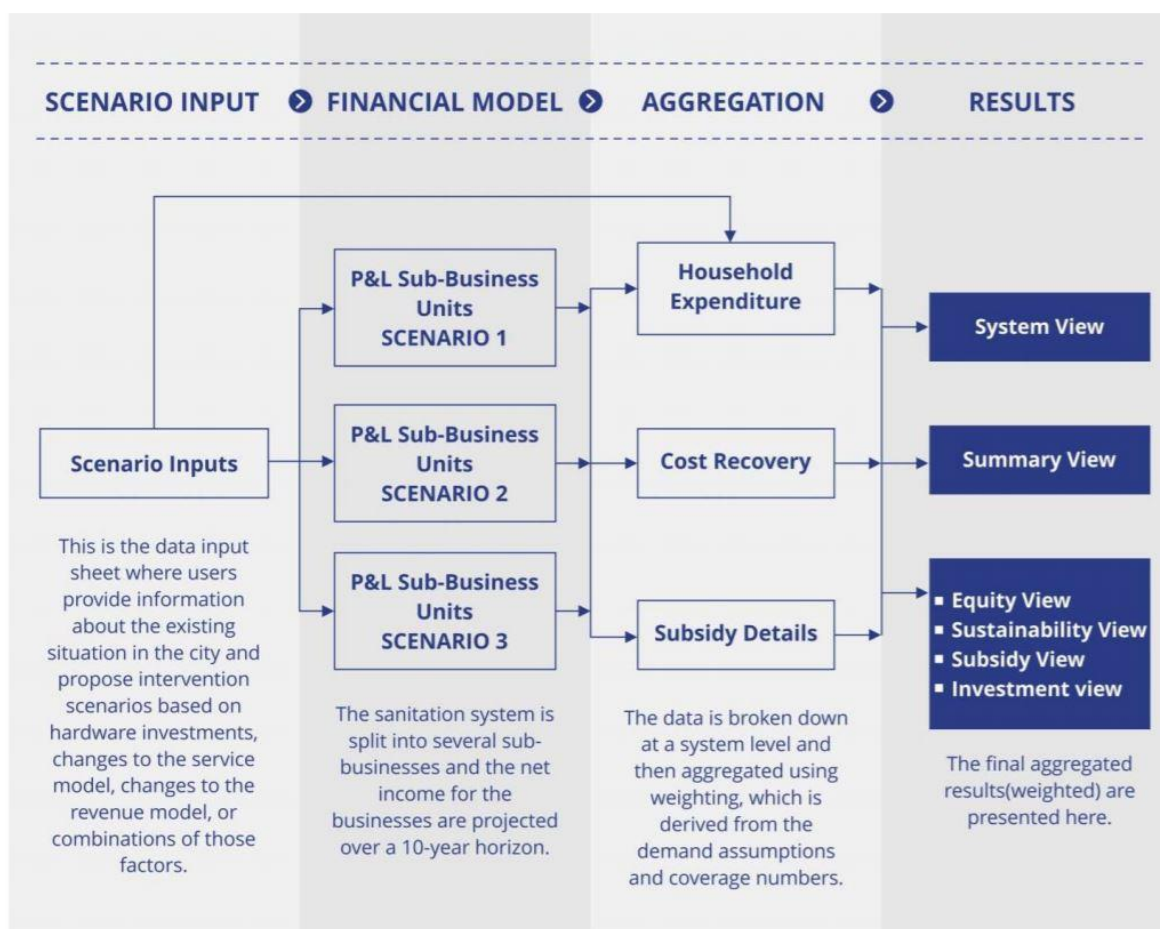 SCENARIO INPUT
FINANCIAL MODEL
AGGREGATION
RESULTS
Scenario Inputs
This is the data input
sheet where users
provide information
about the existing
situation in the city and
propose intervention
scenarios based on
hardware investments,
changes to the service
model, changes to the
revenue model, or
combinations of those
factors.
P&L Sub-Business
Units
SCENARIO 1
P&L Sub-Business
Units
SCENARIO 2
P&L Sub-Business
Units
SCENARIO 3
The sanitation system is
split into several sub-
businesses and the net
income for the
businesses are projected
over a 10-year horizon.
Household
Expenditure
Cost Recovery
Subsidy Details
The data is broken down
at a system level and
then aggregated using
weighting, which is
derived from the
demand assumptions
and coverage numbers.
System View
Summary View
▪ Equity View
▪ Sustainability View
▪ Subsidy View
▪ Investment view
The final aggregated
results(weighted) are
presented here.